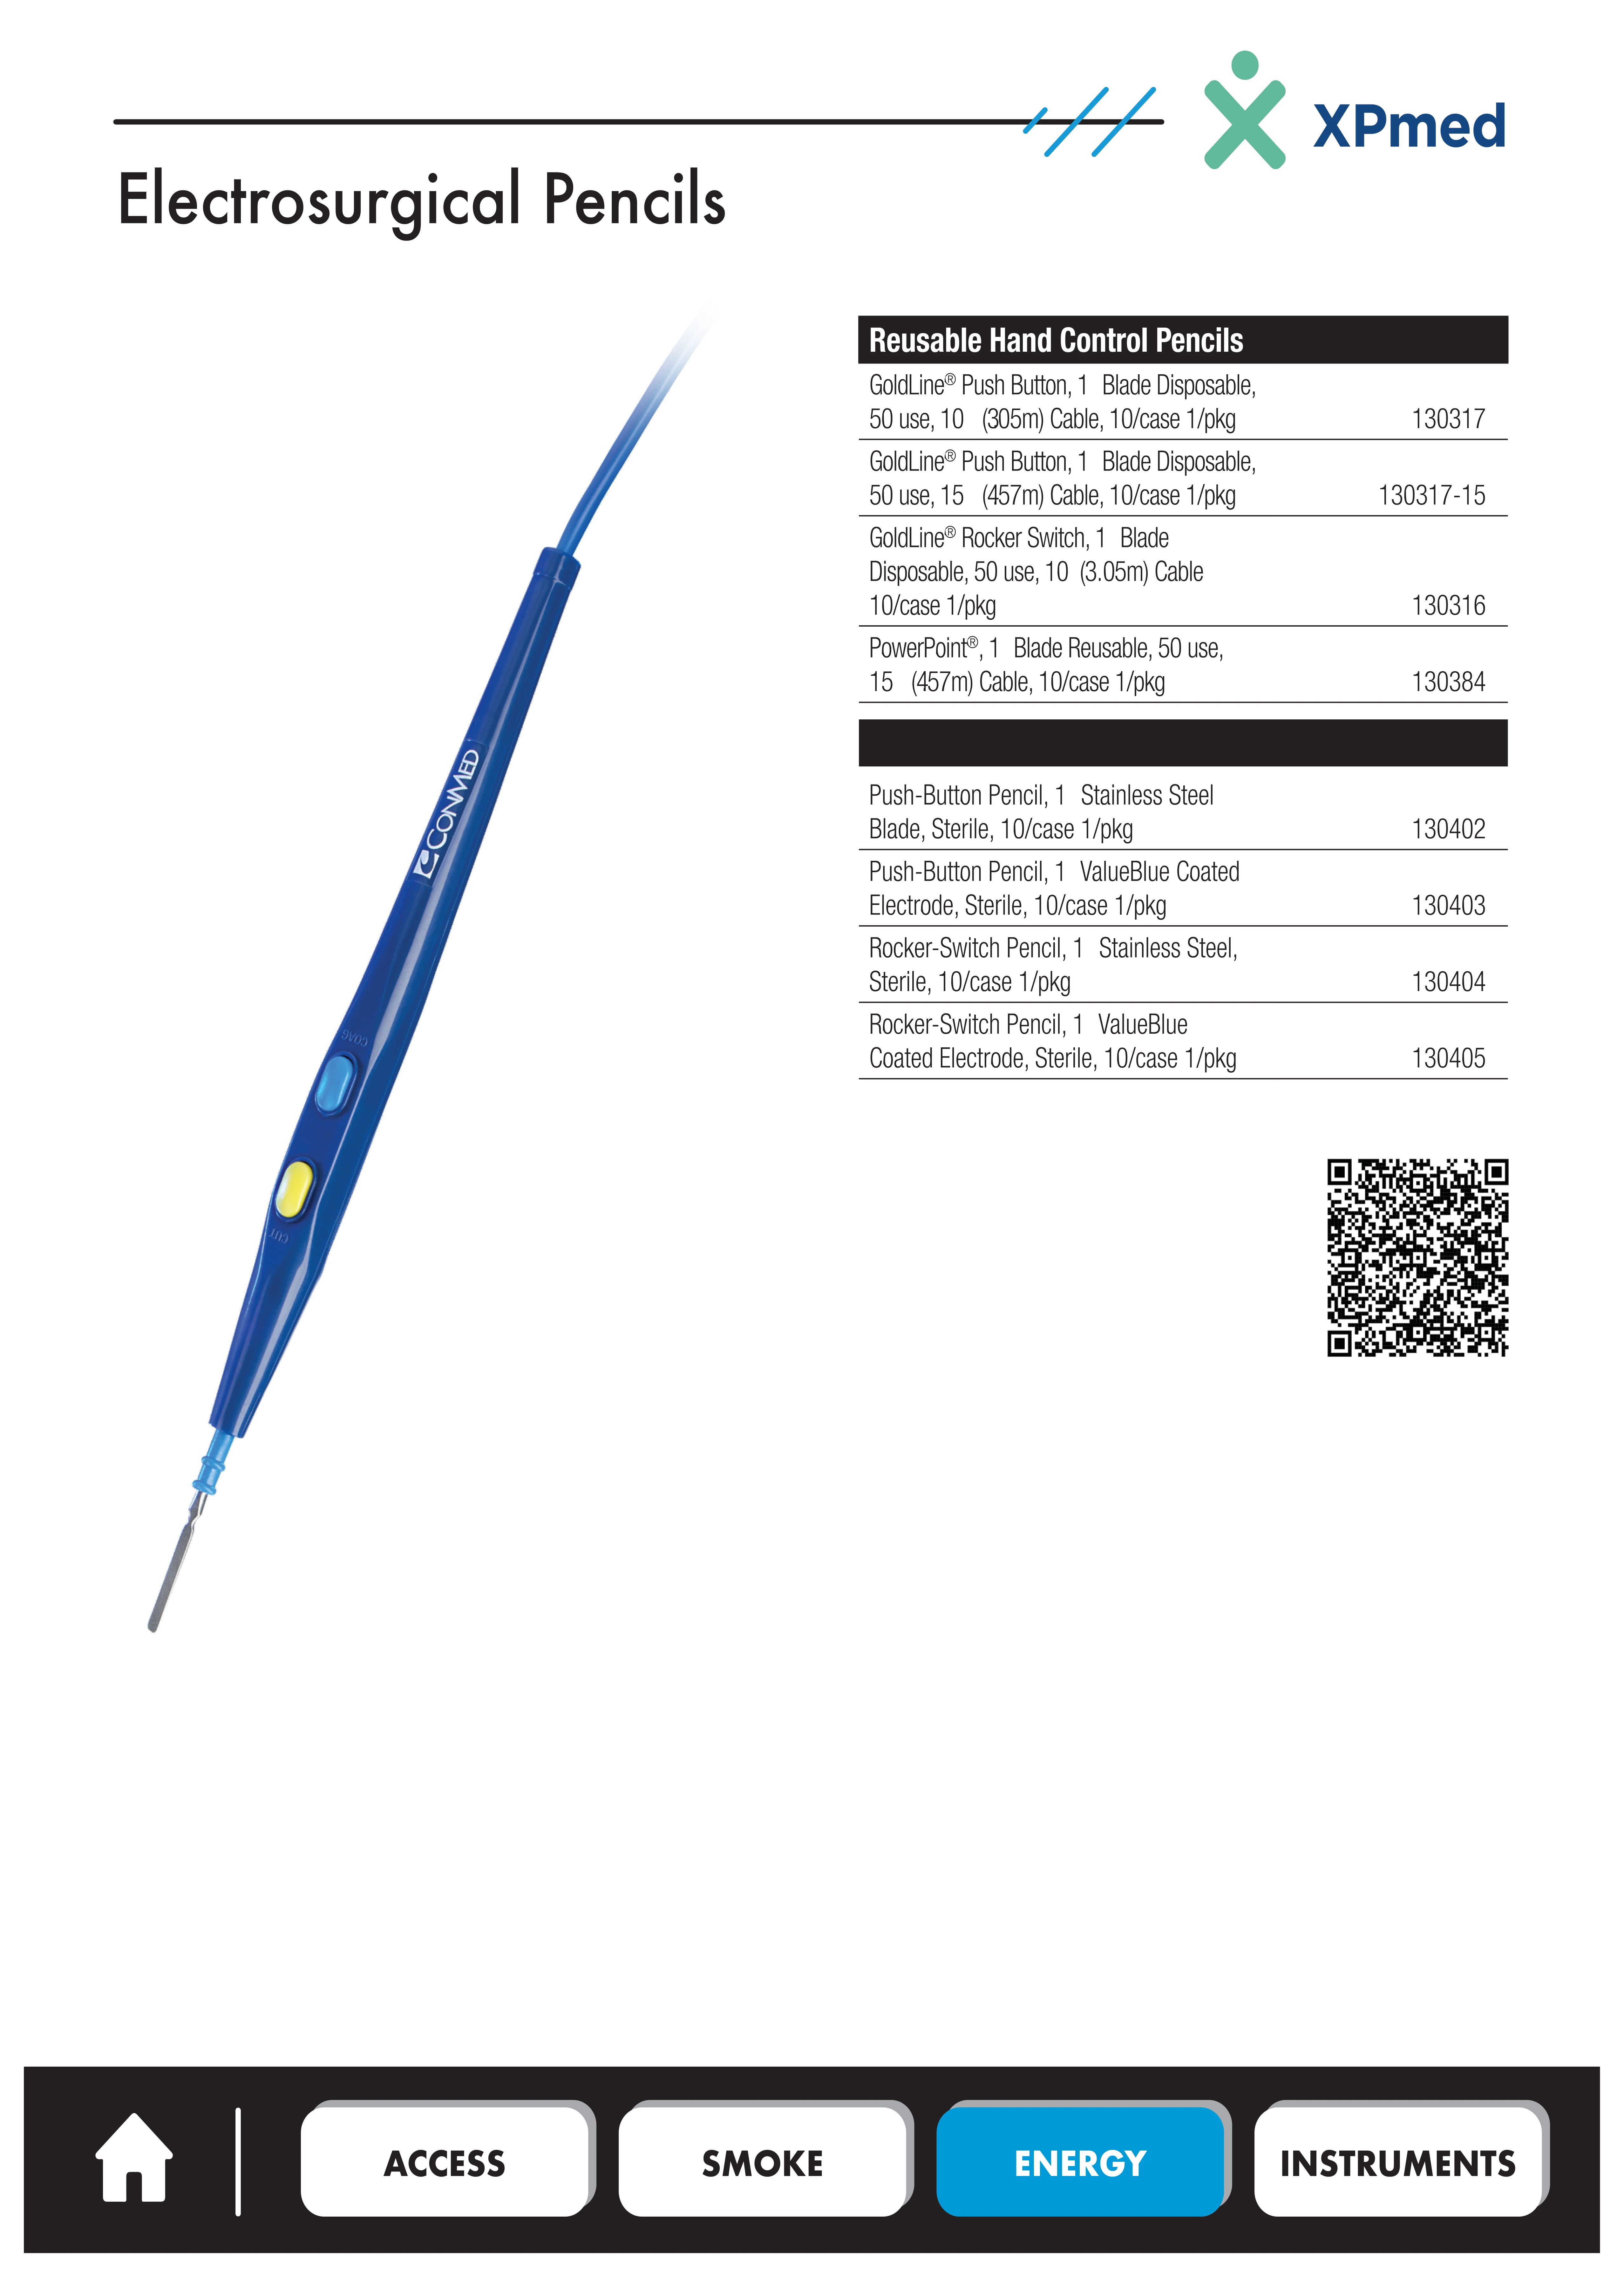 XPmed
Electrosurgical Pencils
Reusable Hand Control Pencils
GoldLine® Push Button, 1 Blade Disposable,
50 use, 10 (305m) Cable, 10/case 1/pkg 130317
GoldLine® Push Button, 1 Blade Disposable,
50 use, 15 (457m) Cable, 10/case 1/pkg 130317-15
GoldLine® Rocker Switch, 1 Blade
Disposable, 50 use, 10 (3.05m) Cable
10/case 1/pkg 130316
PowerPoint®, 1 Blade Reusable, 50 use,
15 (457m) Cable, 10/case 1/pkg 130384
Push-Button Pencil, 1 Stainless Steel
Blade, Sterile, 10/case 1/pkg 130402
Push-Button Pencil, 1 ValueBlue Coated
Electrode, Sterile, 10/case 1/pkg 130403
Rocker-Switch Pencil, 1 Stainless Steel,
Sterile, 10/case 1/pkg 130404
Rocker-Switch Pencil, 1 ValueBlue
Coated Electrode, Sterile, 10/case 1/pkg 130405
CONMED
COAG
CUT
ACCESS
SMOKE
ENERGY
INSTRUMENTS